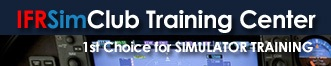 IFRSimClub Training Center
1st Choice for SIMULATOR TRAINING